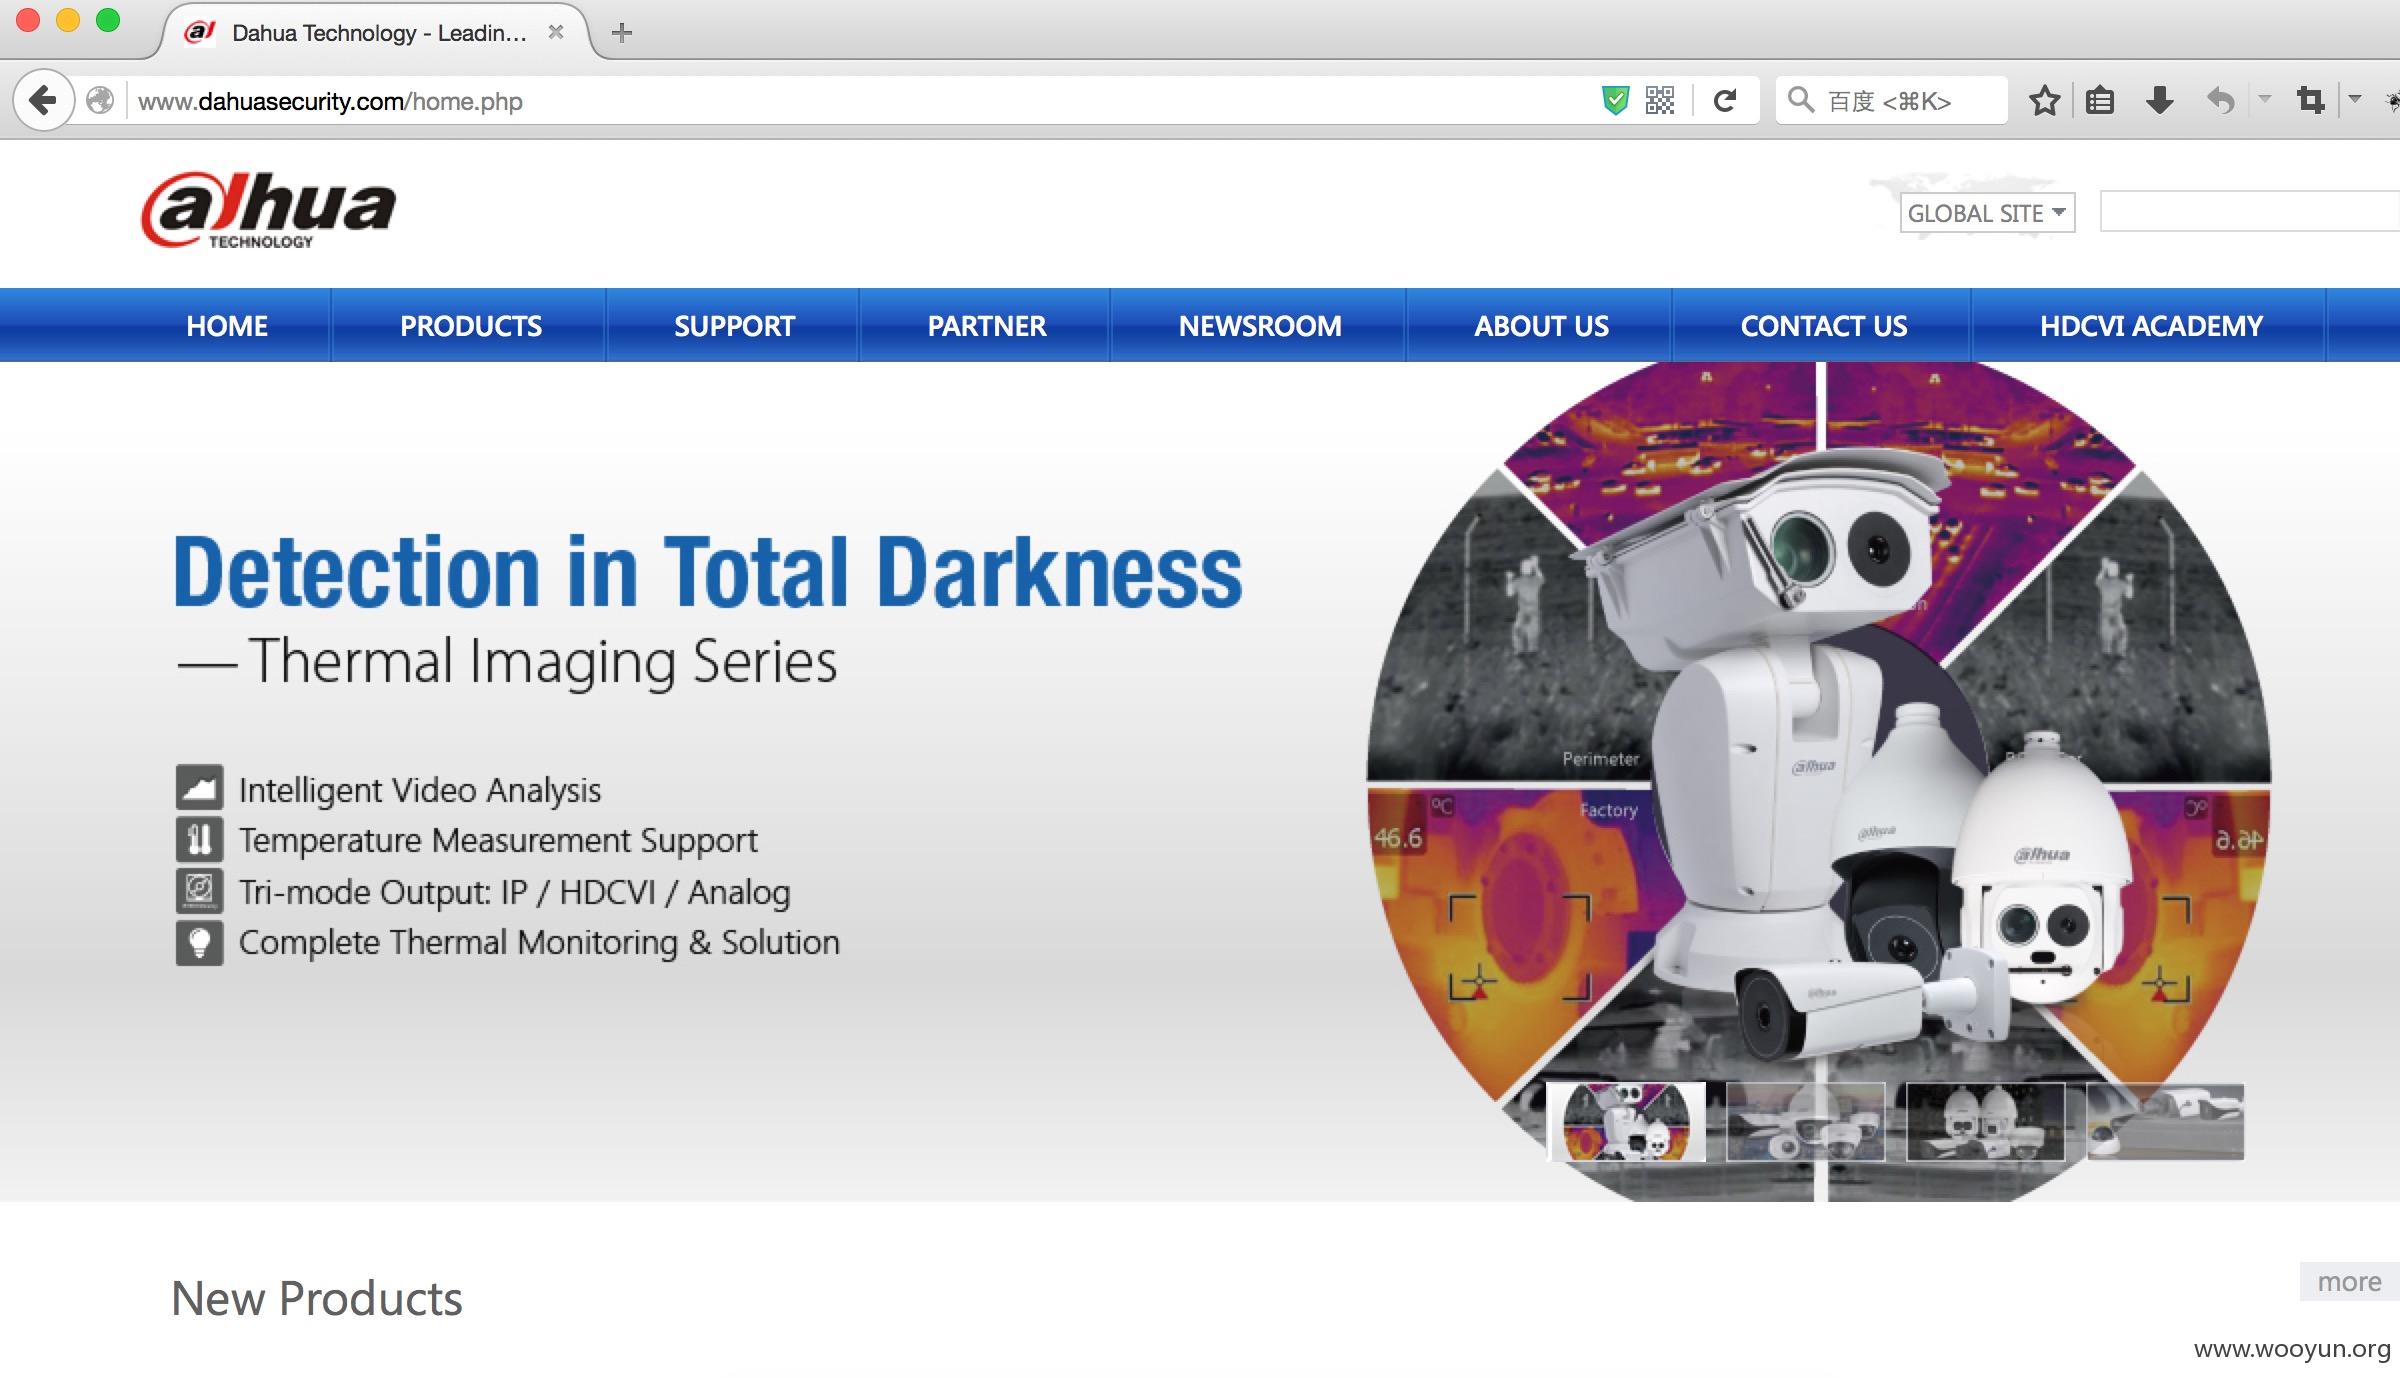 Dahua Technology - Leadin...
www.dahuasecurity.com/home.php
百度 <⌘K>
alhua
TECHNOLOGY
GLOBAL SITE
HOME
PRODUCTS
SUPPORT
PARTNER
NEWSROOM
ABOUT US
CONTACT US
HDCVI ACADEMY
Detection in Total Darkness
— Thermal Imaging Series
Intelligent Video Analysis
Temperature Measurement Support
Tri-mode Output: IP / HDCVI / Analog
Complete Thermal Monitoring & Solution
Perimeter
Factory
°C
46.6
alhua
alhua
alhua
New Products
more
www.wooyun.org